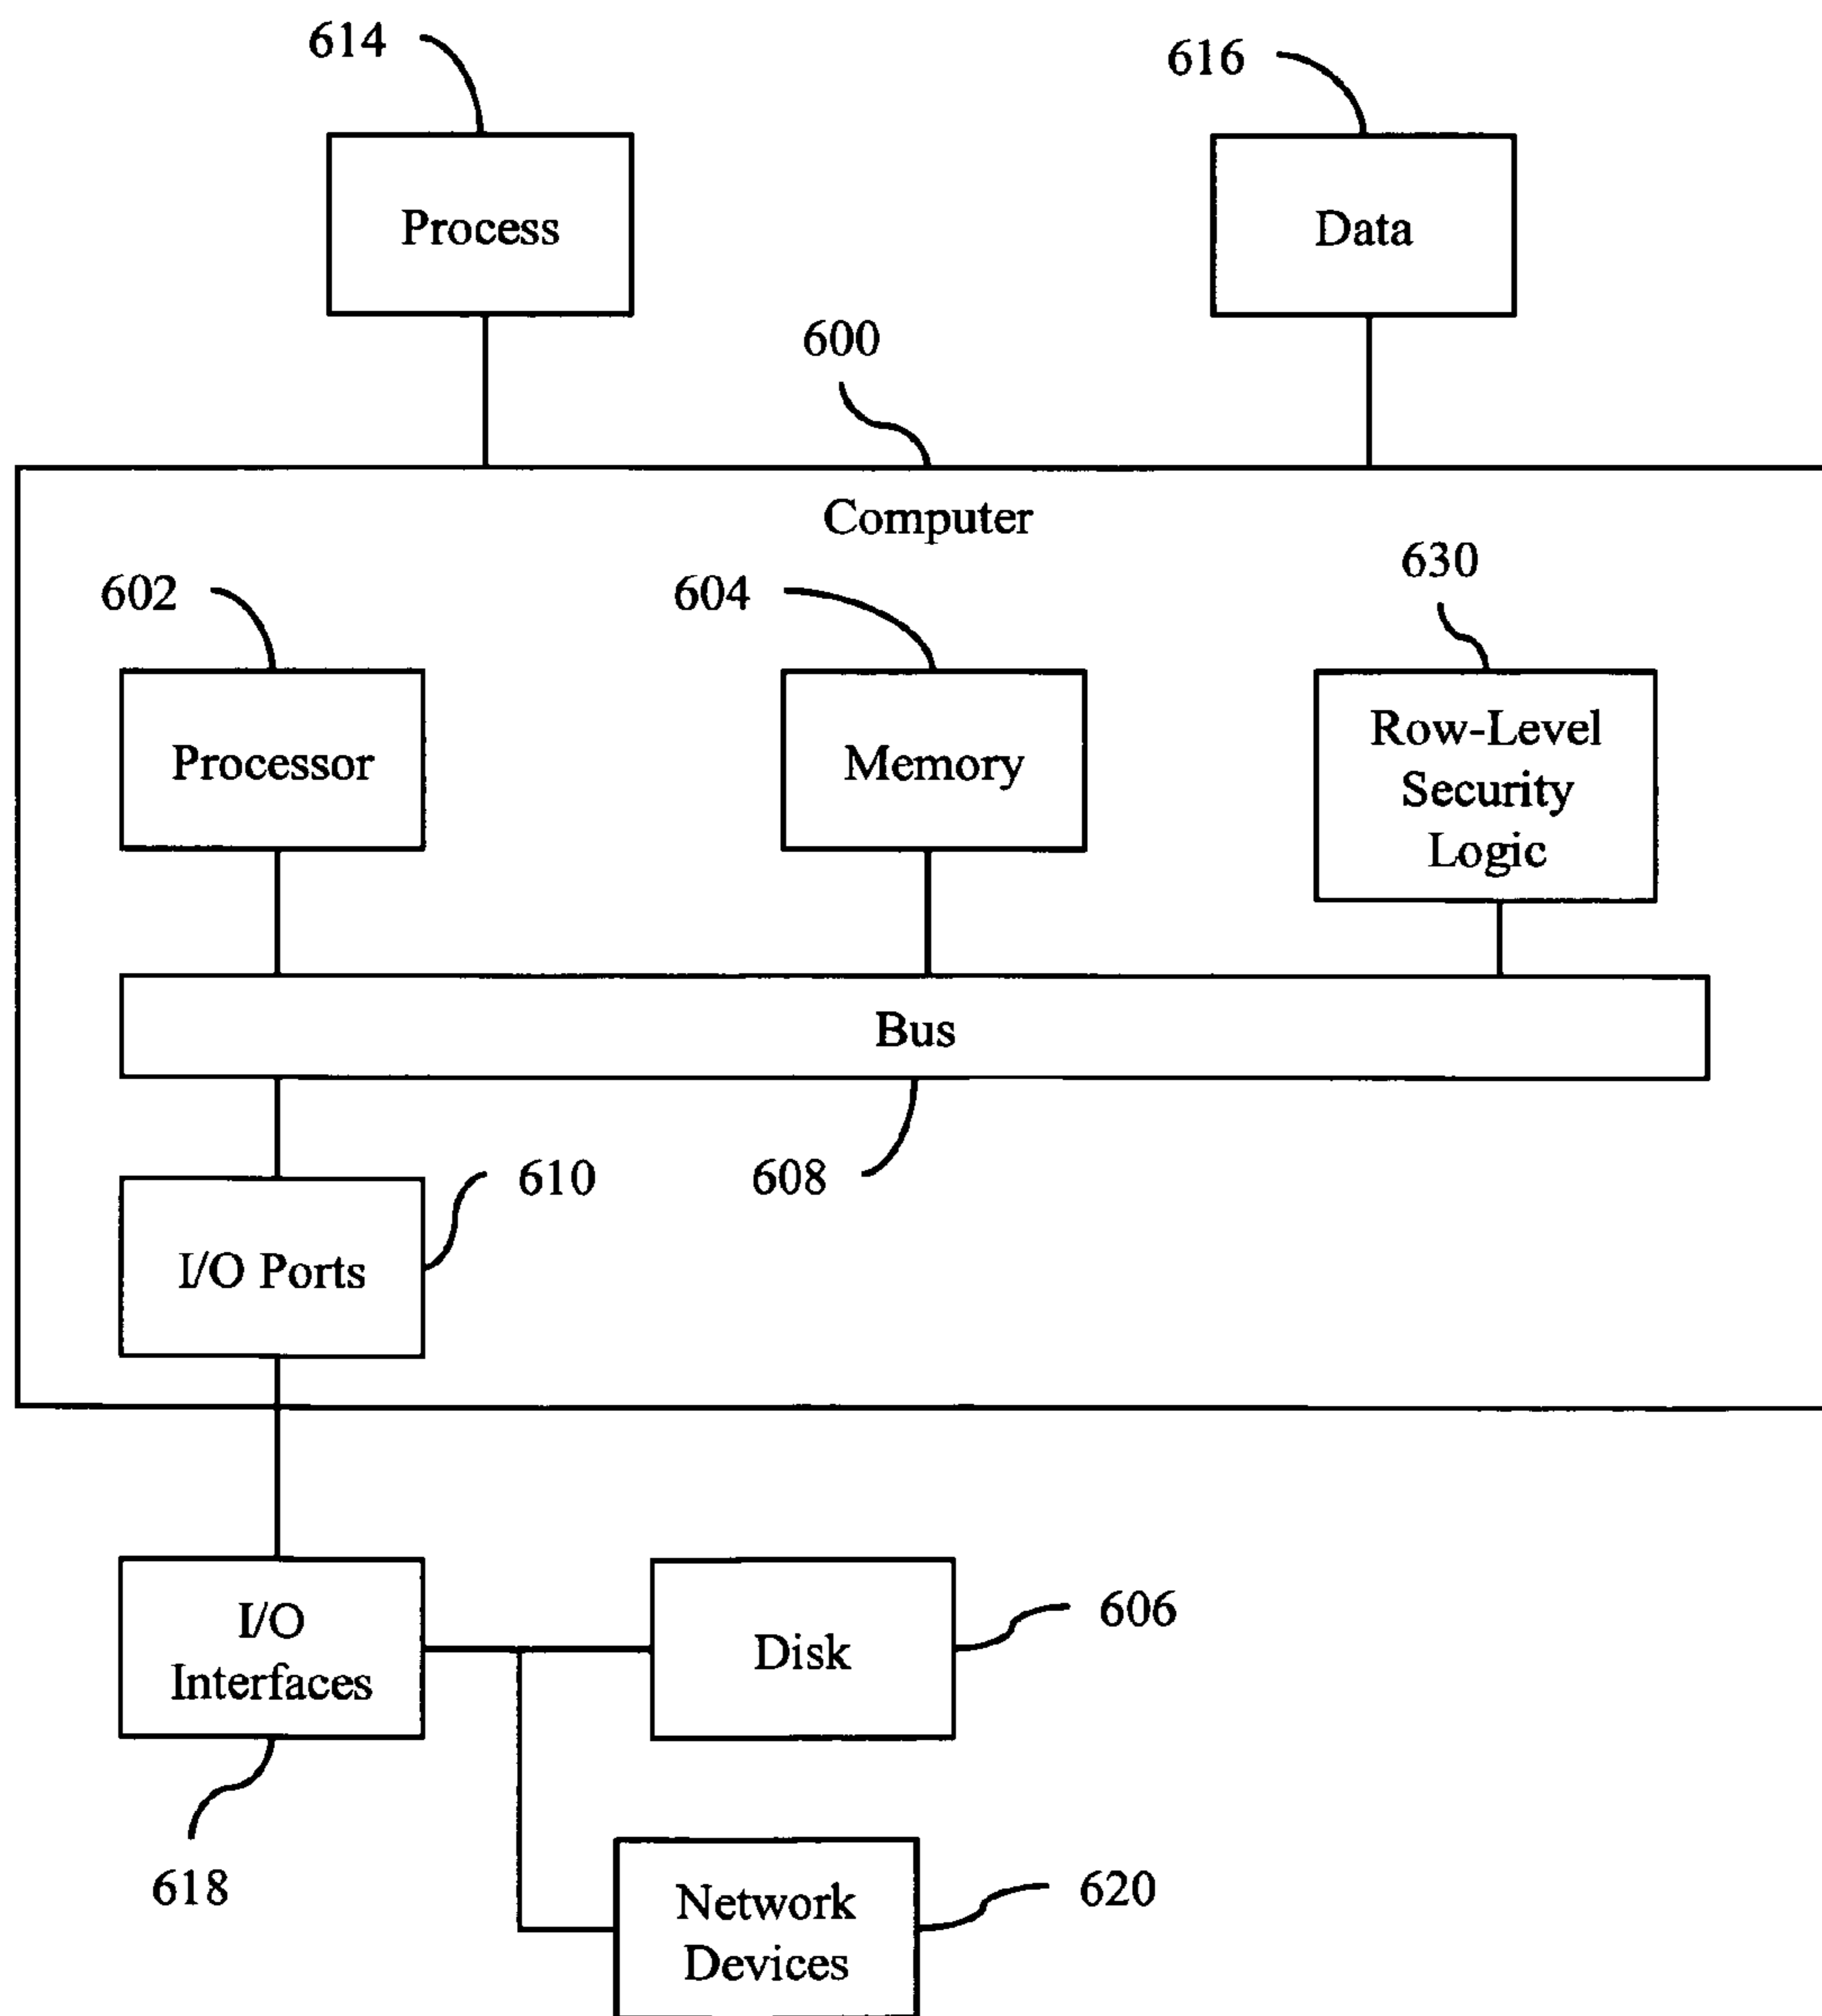 614
616
Process
Data
600
Computer
602
604
630
Processor
Memory
Row-Level
Security
Logic
Bus
610
608
I/O Ports
I/O
Interfaces
Disk
606
618
Network
Devices
620